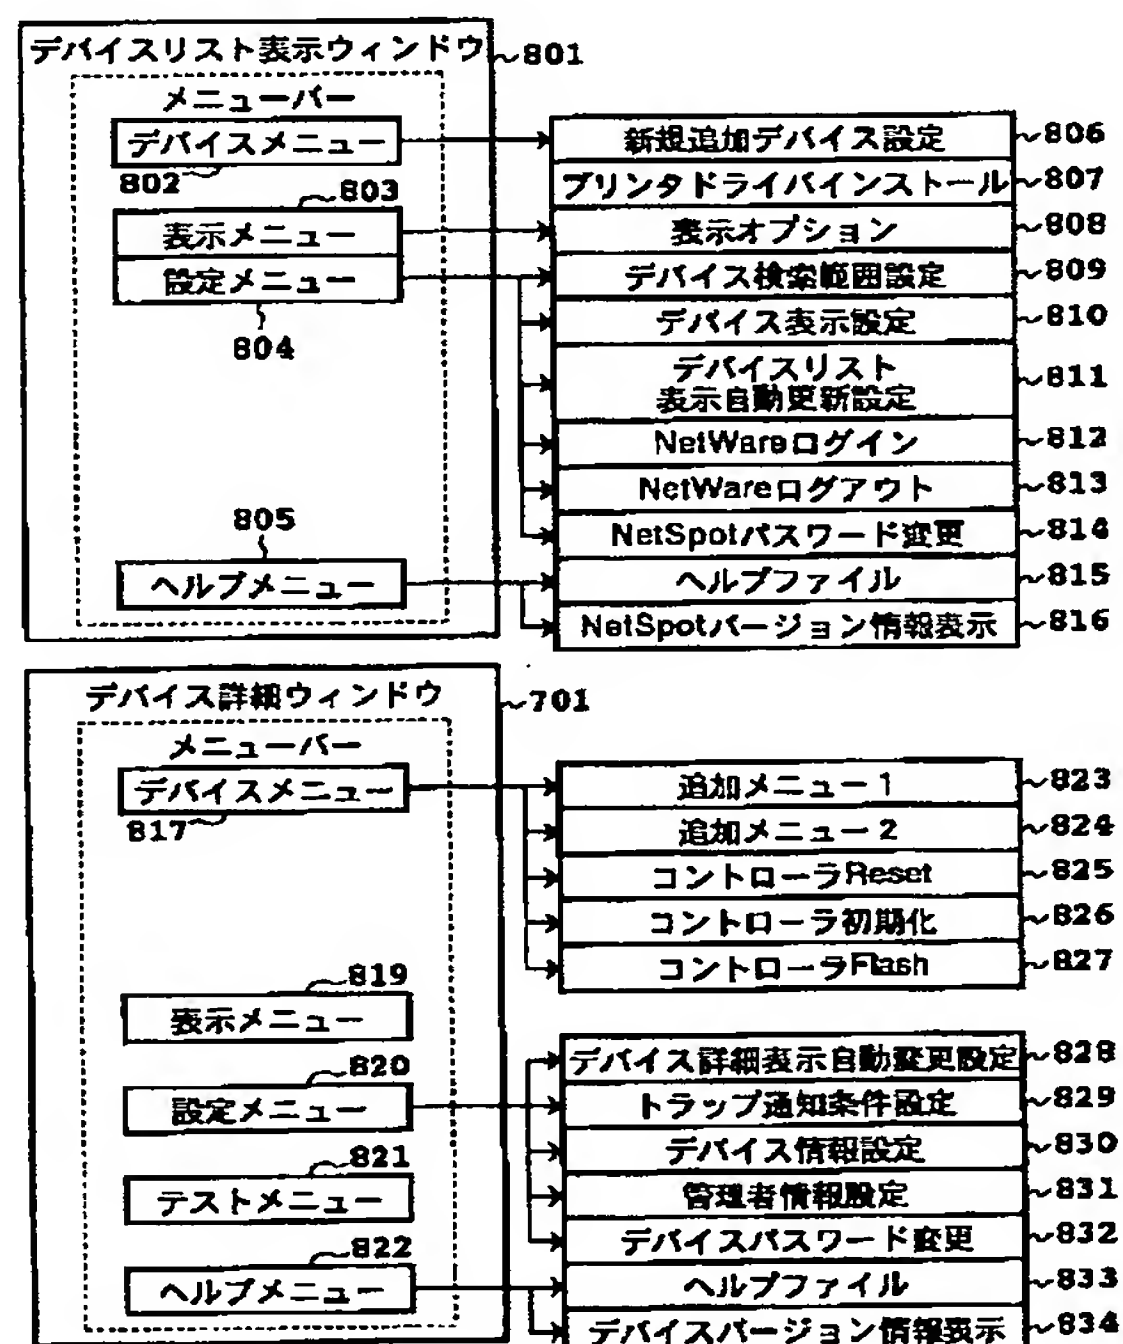 デバイスリスト表示ウィンドウ
801
メニューバー
デバイスメニュー
802
803
表示メニュー
設定メニュー
804
805
ヘルプメニュー
新規追加デバイス設定
806
プリンタドライバインストール
807
表示オプション
808
デバイス検索範囲設定
809
デバイス表示設定
810
デバイスリスト
表示自動更新設定
811
NetWareログイン
812
NetWareログアウト
813
NetSpotパスワード変更
814
ヘルプファイル
815
NetSpotバージョン情報表示
816
デバイス詳細ウィンドウ
701
メニューバー
デバイスメニュー
817
819
表示メニュー
820
設定メニュー
821
テストメニュー
822
ヘルプメニュー
追加メニュー1
823
追加メニュー2
824
コントローラReset
825
コントローラ初期化
826
コントローラFlash
827
デバイス詳細表示自動変更設定
828
トラップ通知条件設定
829
デバイス情報設定
830
管理者情報設定
831
デバイスパスワード変更
832
ヘルプファイル
833
デバイスバージョン情報表示
834